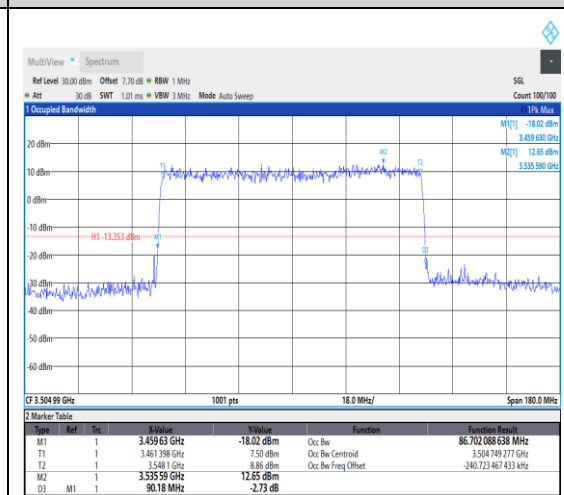 MultiView Spectrum
Ref Level 30.00 dBm Offset 7.70 dB RBW 1 MHz SGL
Att 30 dB SWT 1.01 ms VBW 3 MHz Mode Auto Sweep Count 100/100
1 Occupied Bandwidth 1Pk Max
M1[1] -18.02 dBm
3.459 630 GHz
M2[1] 12.65 dBm
3.535 590 GHz
20 dBm
M2
T1 T2
10 dBm
0 dBm
-10 dBm
H1 -13.353 dBm
M1
-20 dBm
D3
-30 dBm
-40 dBm
-50 dBm
-60 dBm
CF 3.504 99 GHz 1001 pts 18.0 MHz/ Span 180.0 MHz
2 Marker Table
Type Ref Trc X-Value Y-Value Function Function Result
M1 1 3.459 63 GHz -18.02 dBm Occ Bw 86.702 088 638 MHz
T1 1 3.461 398 GHz 7.50 dBm Occ Bw Centroid 3.504 749 277 GHz
T2 1 3.548 1 GHz 8.86 dBm Occ Bw Freq Offset -240.723 467 433 kHz
M2 1 3.535 59 GHz 12.65 dBm
D3 M1 1 90.18 MHz -2.73 dB